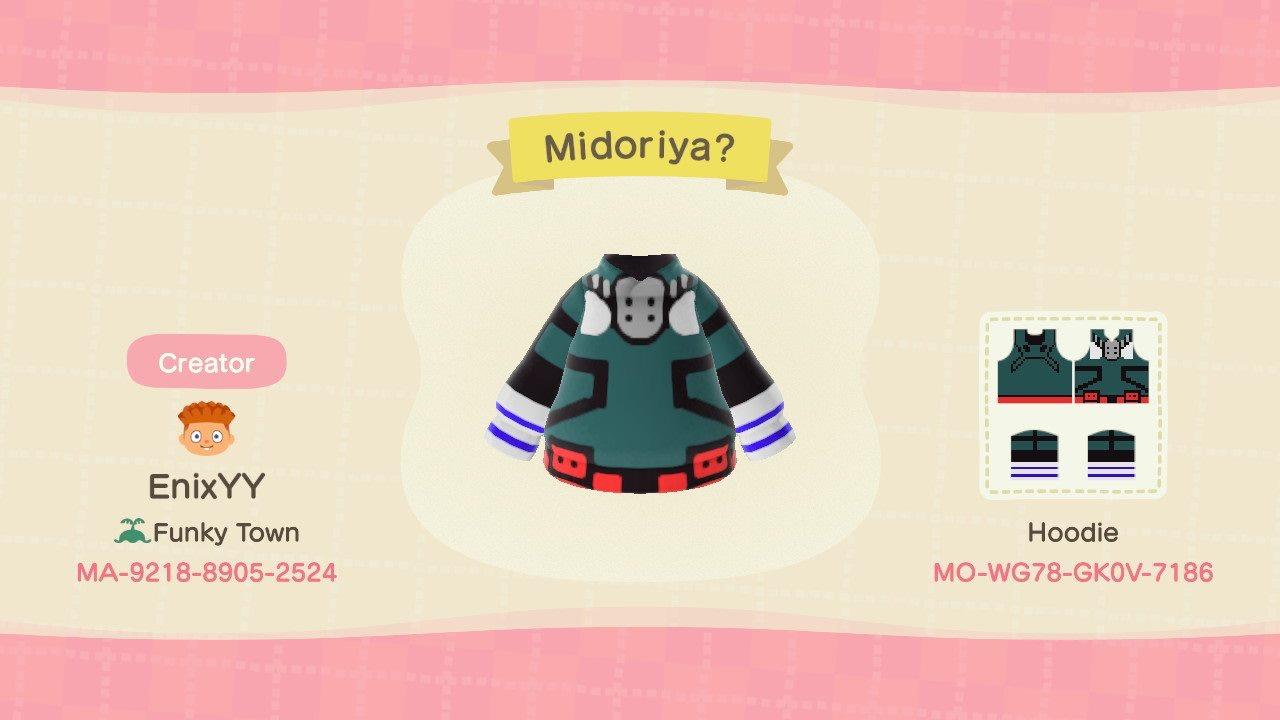 Midoriya?
Creator
EnixYY
Funky Town
MA-9218-8905-2524
Hoodie
MO-WG78-GK0V-7186